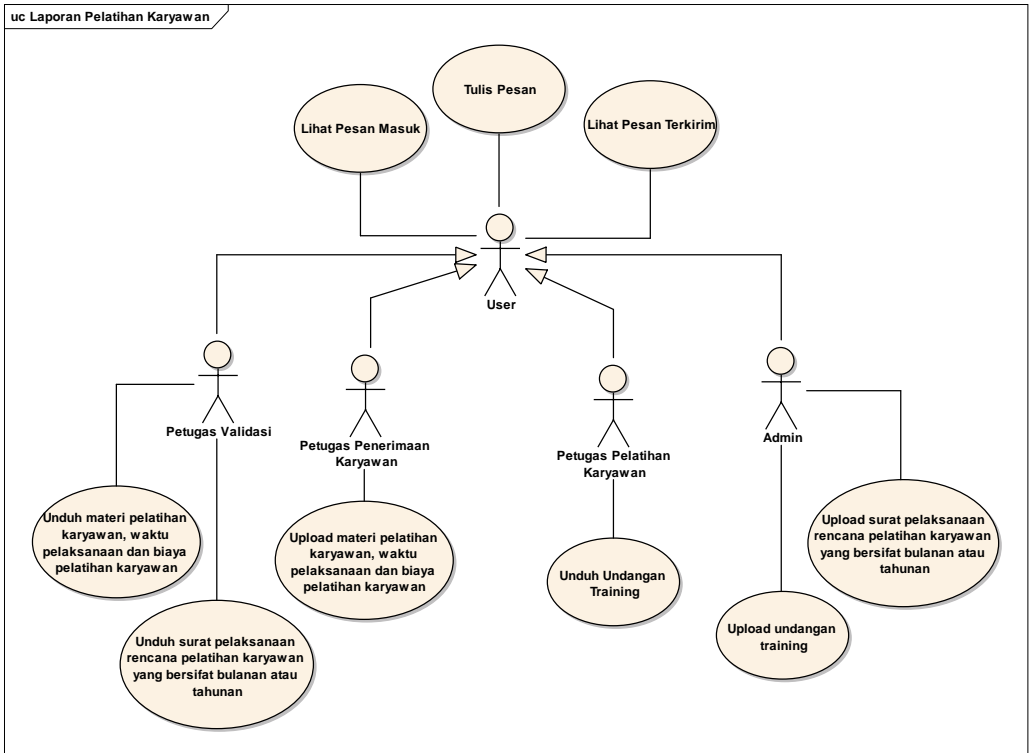 uc Laporan Pelatihan Karyawan
Tulis Pesan
Lihat Pesan Masuk
Lihat Pesan Terkirim
User
Petugas Validasi
Petugas Penerimaan
Karyawan
Petugas Pelatihan
Karyawan
Admin
Unduh materi pelatihan
karyawan, waktu
pelaksanaan dan biaya
pelatihan karyawan
Upload materi pelatihan
karyawan, waktu
pelaksanaan dan biaya
pelatihan karyawan
Unduh Undangan
Training
Upload surat pelaksanaan
rencana pelatihan karyawan
yang bersifat bulanan atau
tahunan
Unduh surat pelaksanaan
rencana pelatihan karyawan
yang bersifat bulanan atau
tahunan
Upload undangan
training